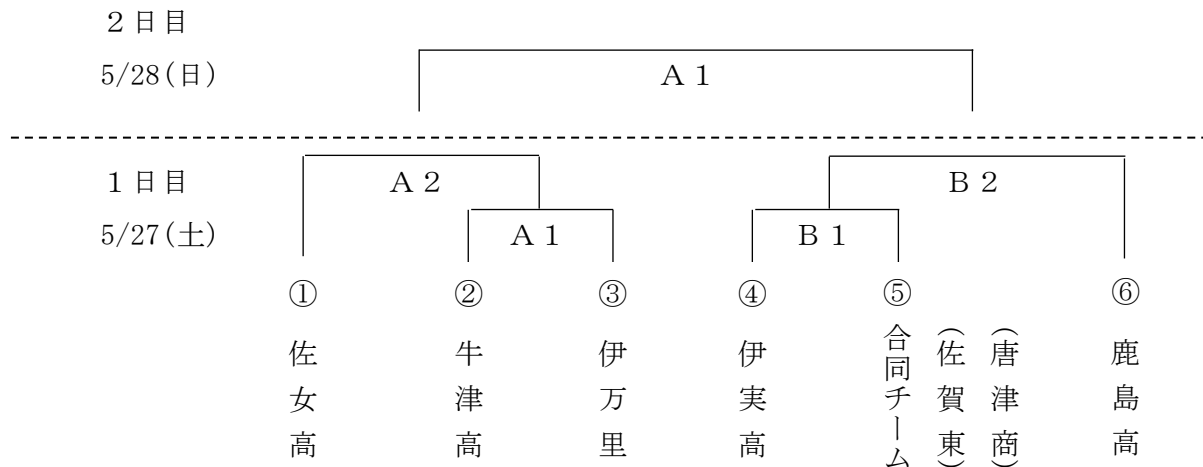 ２日目
5/28(日)
Ａ１
１日目
5/27(土)
Ａ２
Ｂ２
Ａ１
Ｂ１
①
②
③
④
⑤
⑥
佐女高
牛津高
伊万里
伊実高
合同チーム
(佐賀東)
(唐津商)
鹿島高